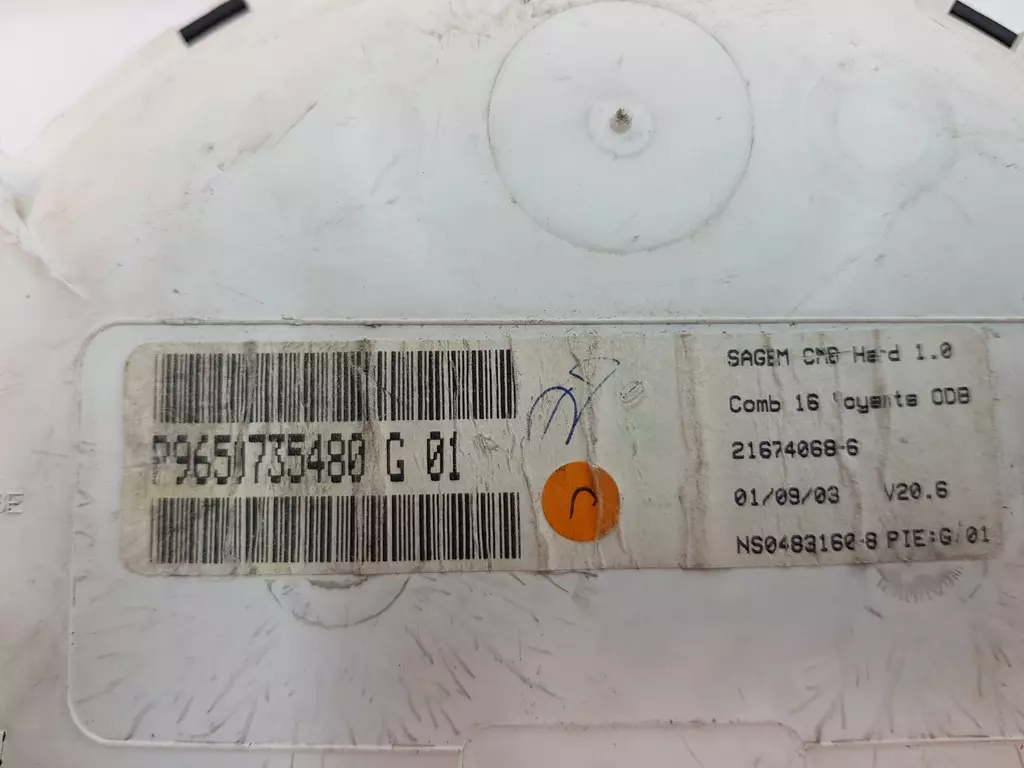 P9650735480 G 01
SAGEM CMB Hard 1.0
Comb 16 Voyants ODB
21674068-6
01/09/03 V20.6
NS0483160-8 PIE:G/01